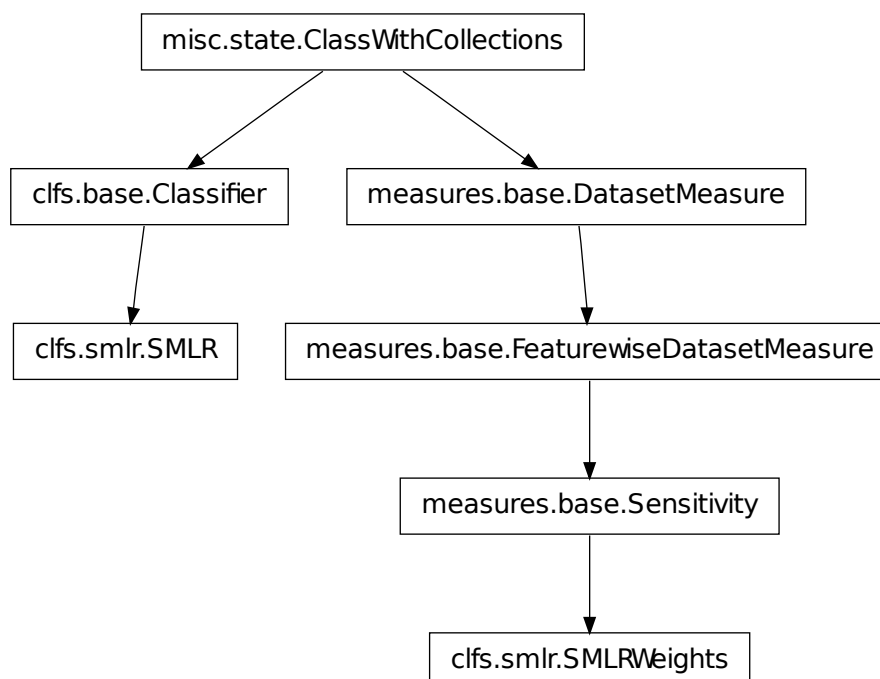 misc.state.ClassWithCollections
clfs.base.Classifier
measures.base.DatasetMeasure
clfs.smlr.SMLR
measures.base.FeaturewiseDatasetMeasure
measures.base.Sensitivity
clfs.smlr.SMLRWeights